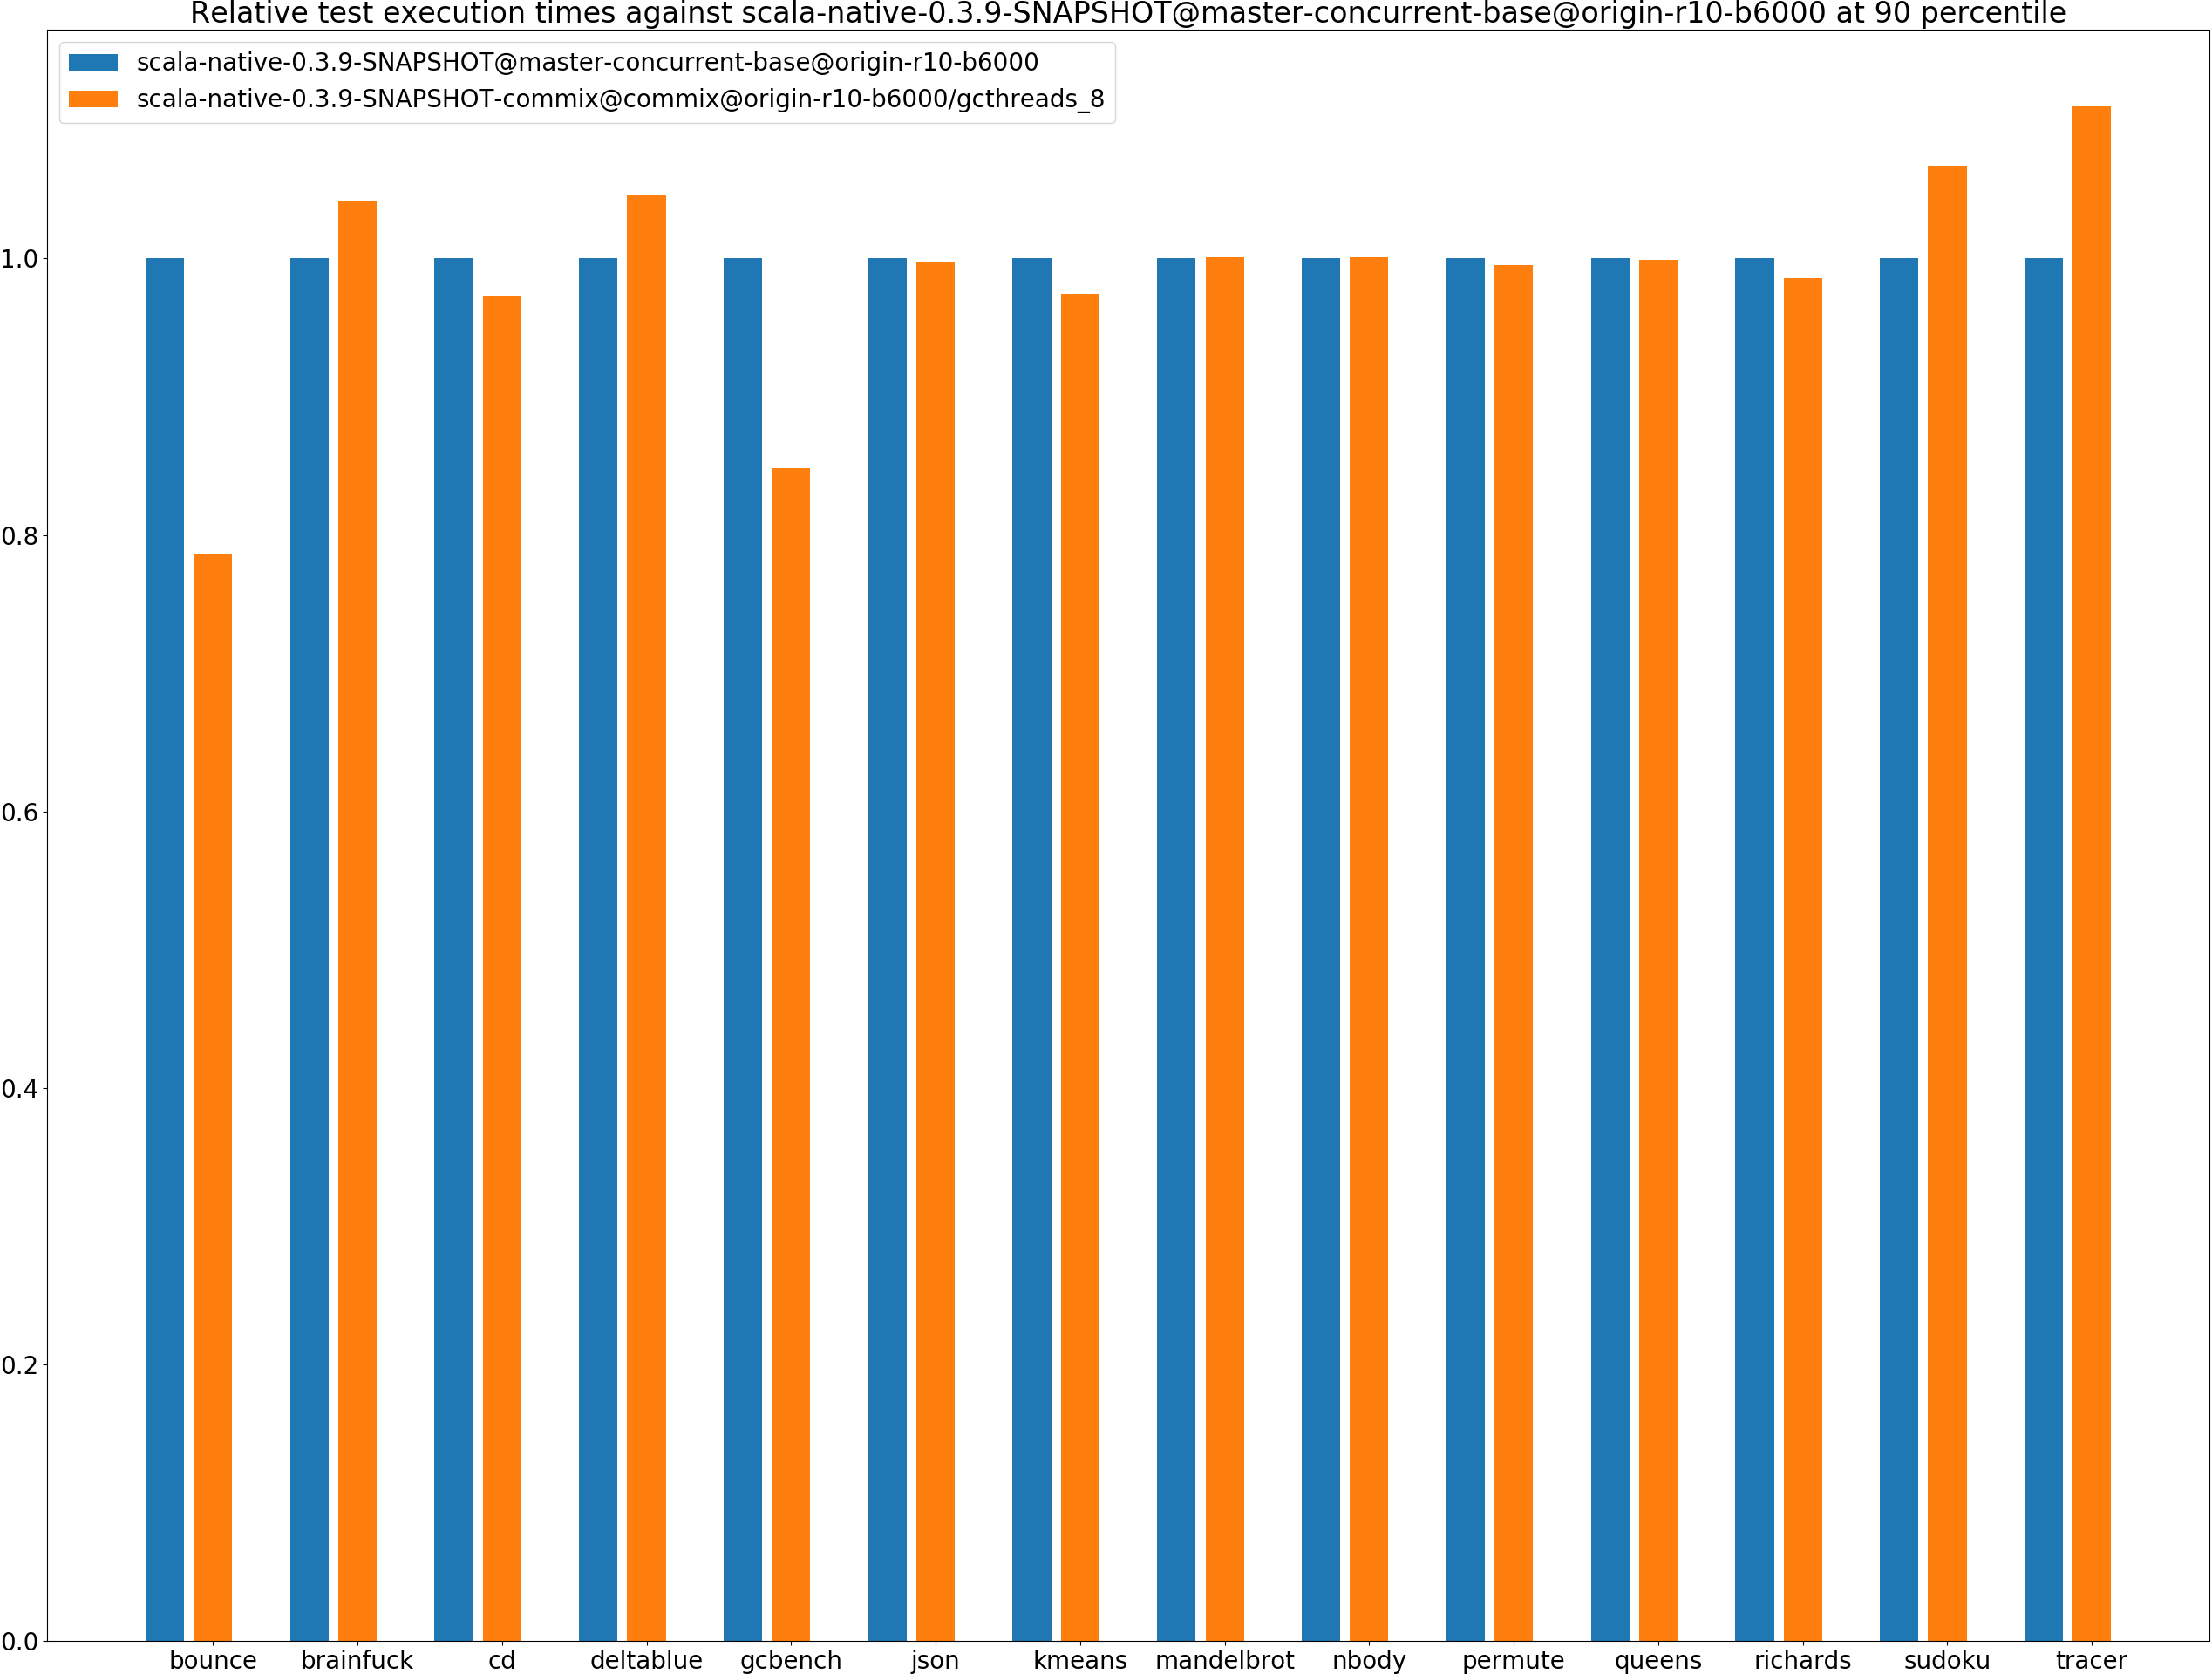 Relative test execution times against scala-native-0.3.9-SNAPSHOT@master-concurrent-base@origin-r10-b6000 at 90 percentile
scala-native-0.3.9-SNAPSHOT@master-concurrent-base@origin-r10-b6000
scala-native-0.3.9-SNAPSHOT-commix@commix@origin-r10-b6000/gcthreads_8
1.0
0.8
0.6
0.4
0.2
0.0
bounce brainfuck cd deltablue gcbench json kmeans mandelbrot nbody permute queens richards sudoku tracer